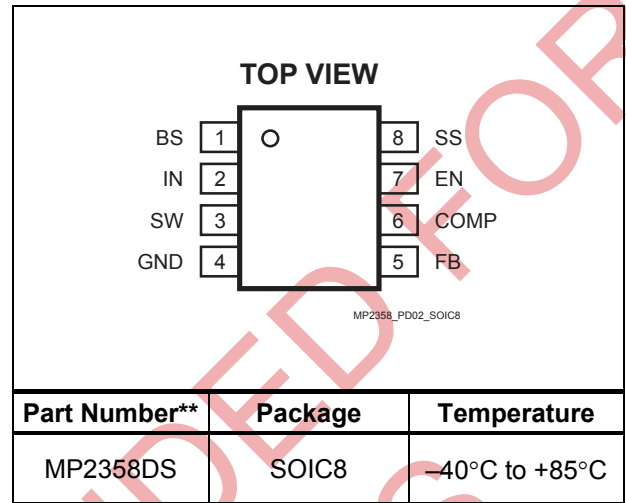 TOP VIEW
BS 1 8 SS
IN 2 7 EN
SW 3 6 COMP
GND 4 5 FB
MP2358_PD02_SOIC8
Part Number** Package Temperature
MP2358DS SOIC8 –40°C to +85°C